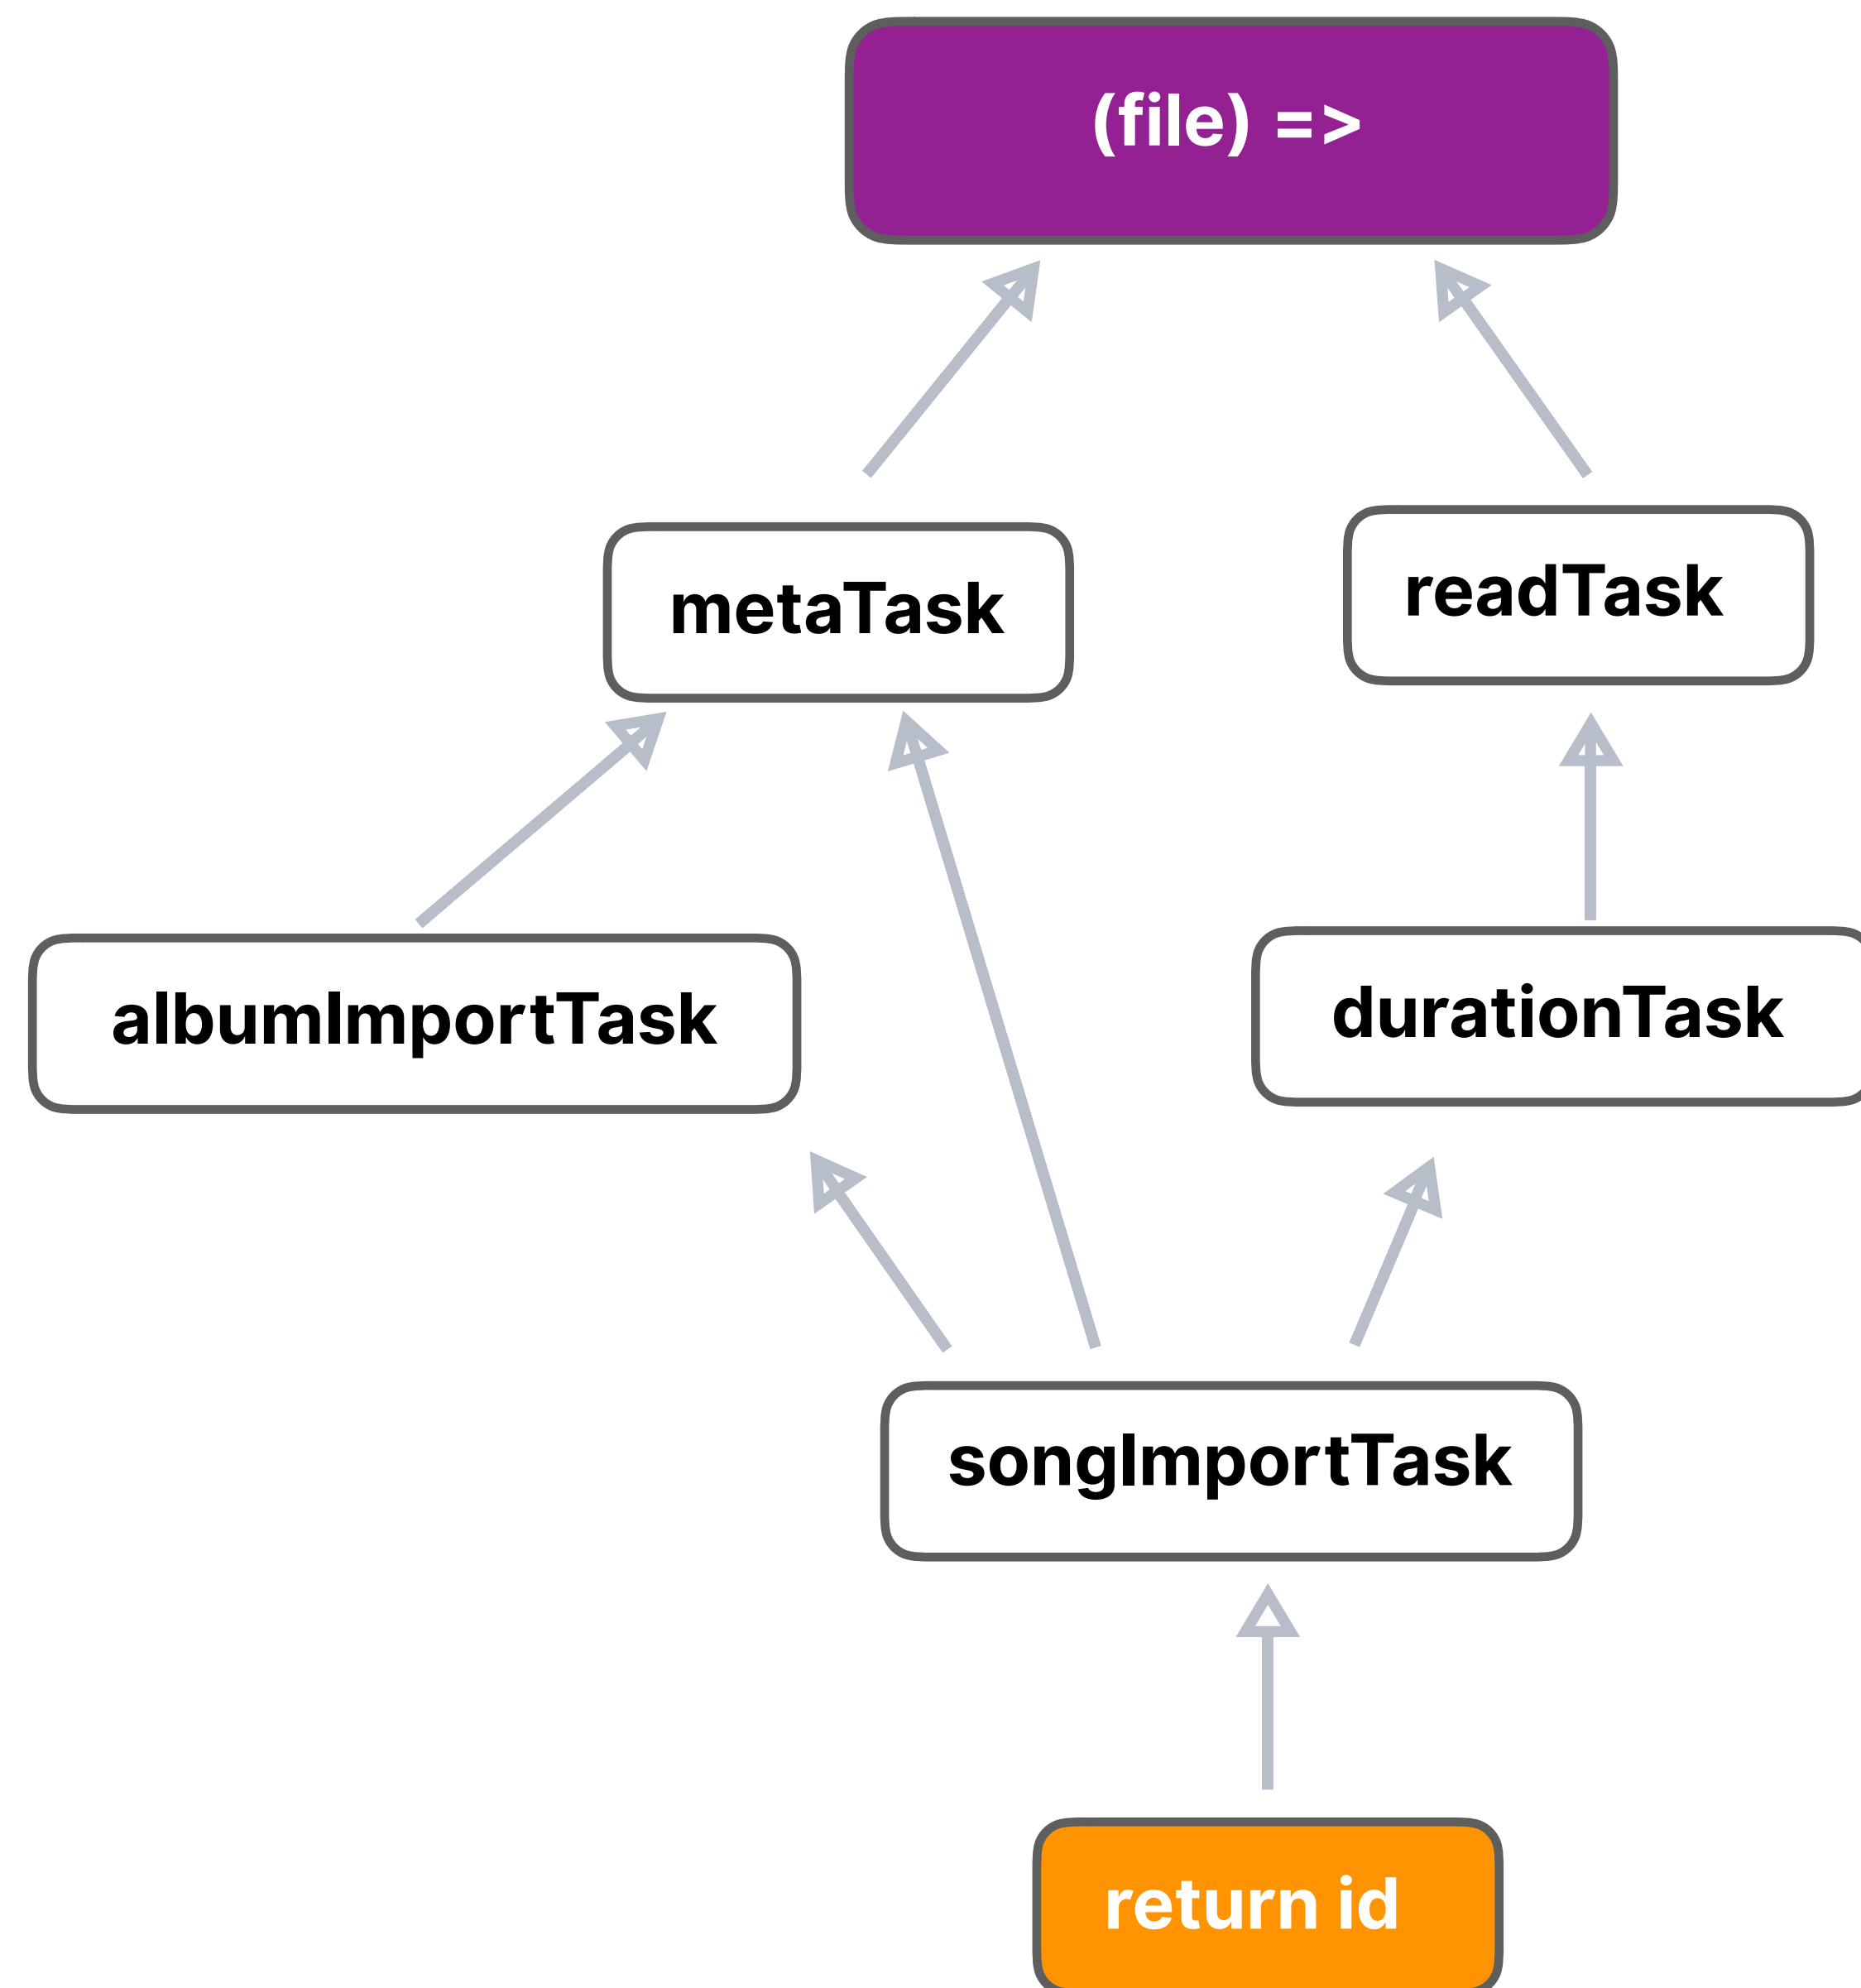 (file) =>
metaTask
readTask
albumImportTask
durationTask
songImportTask
return id